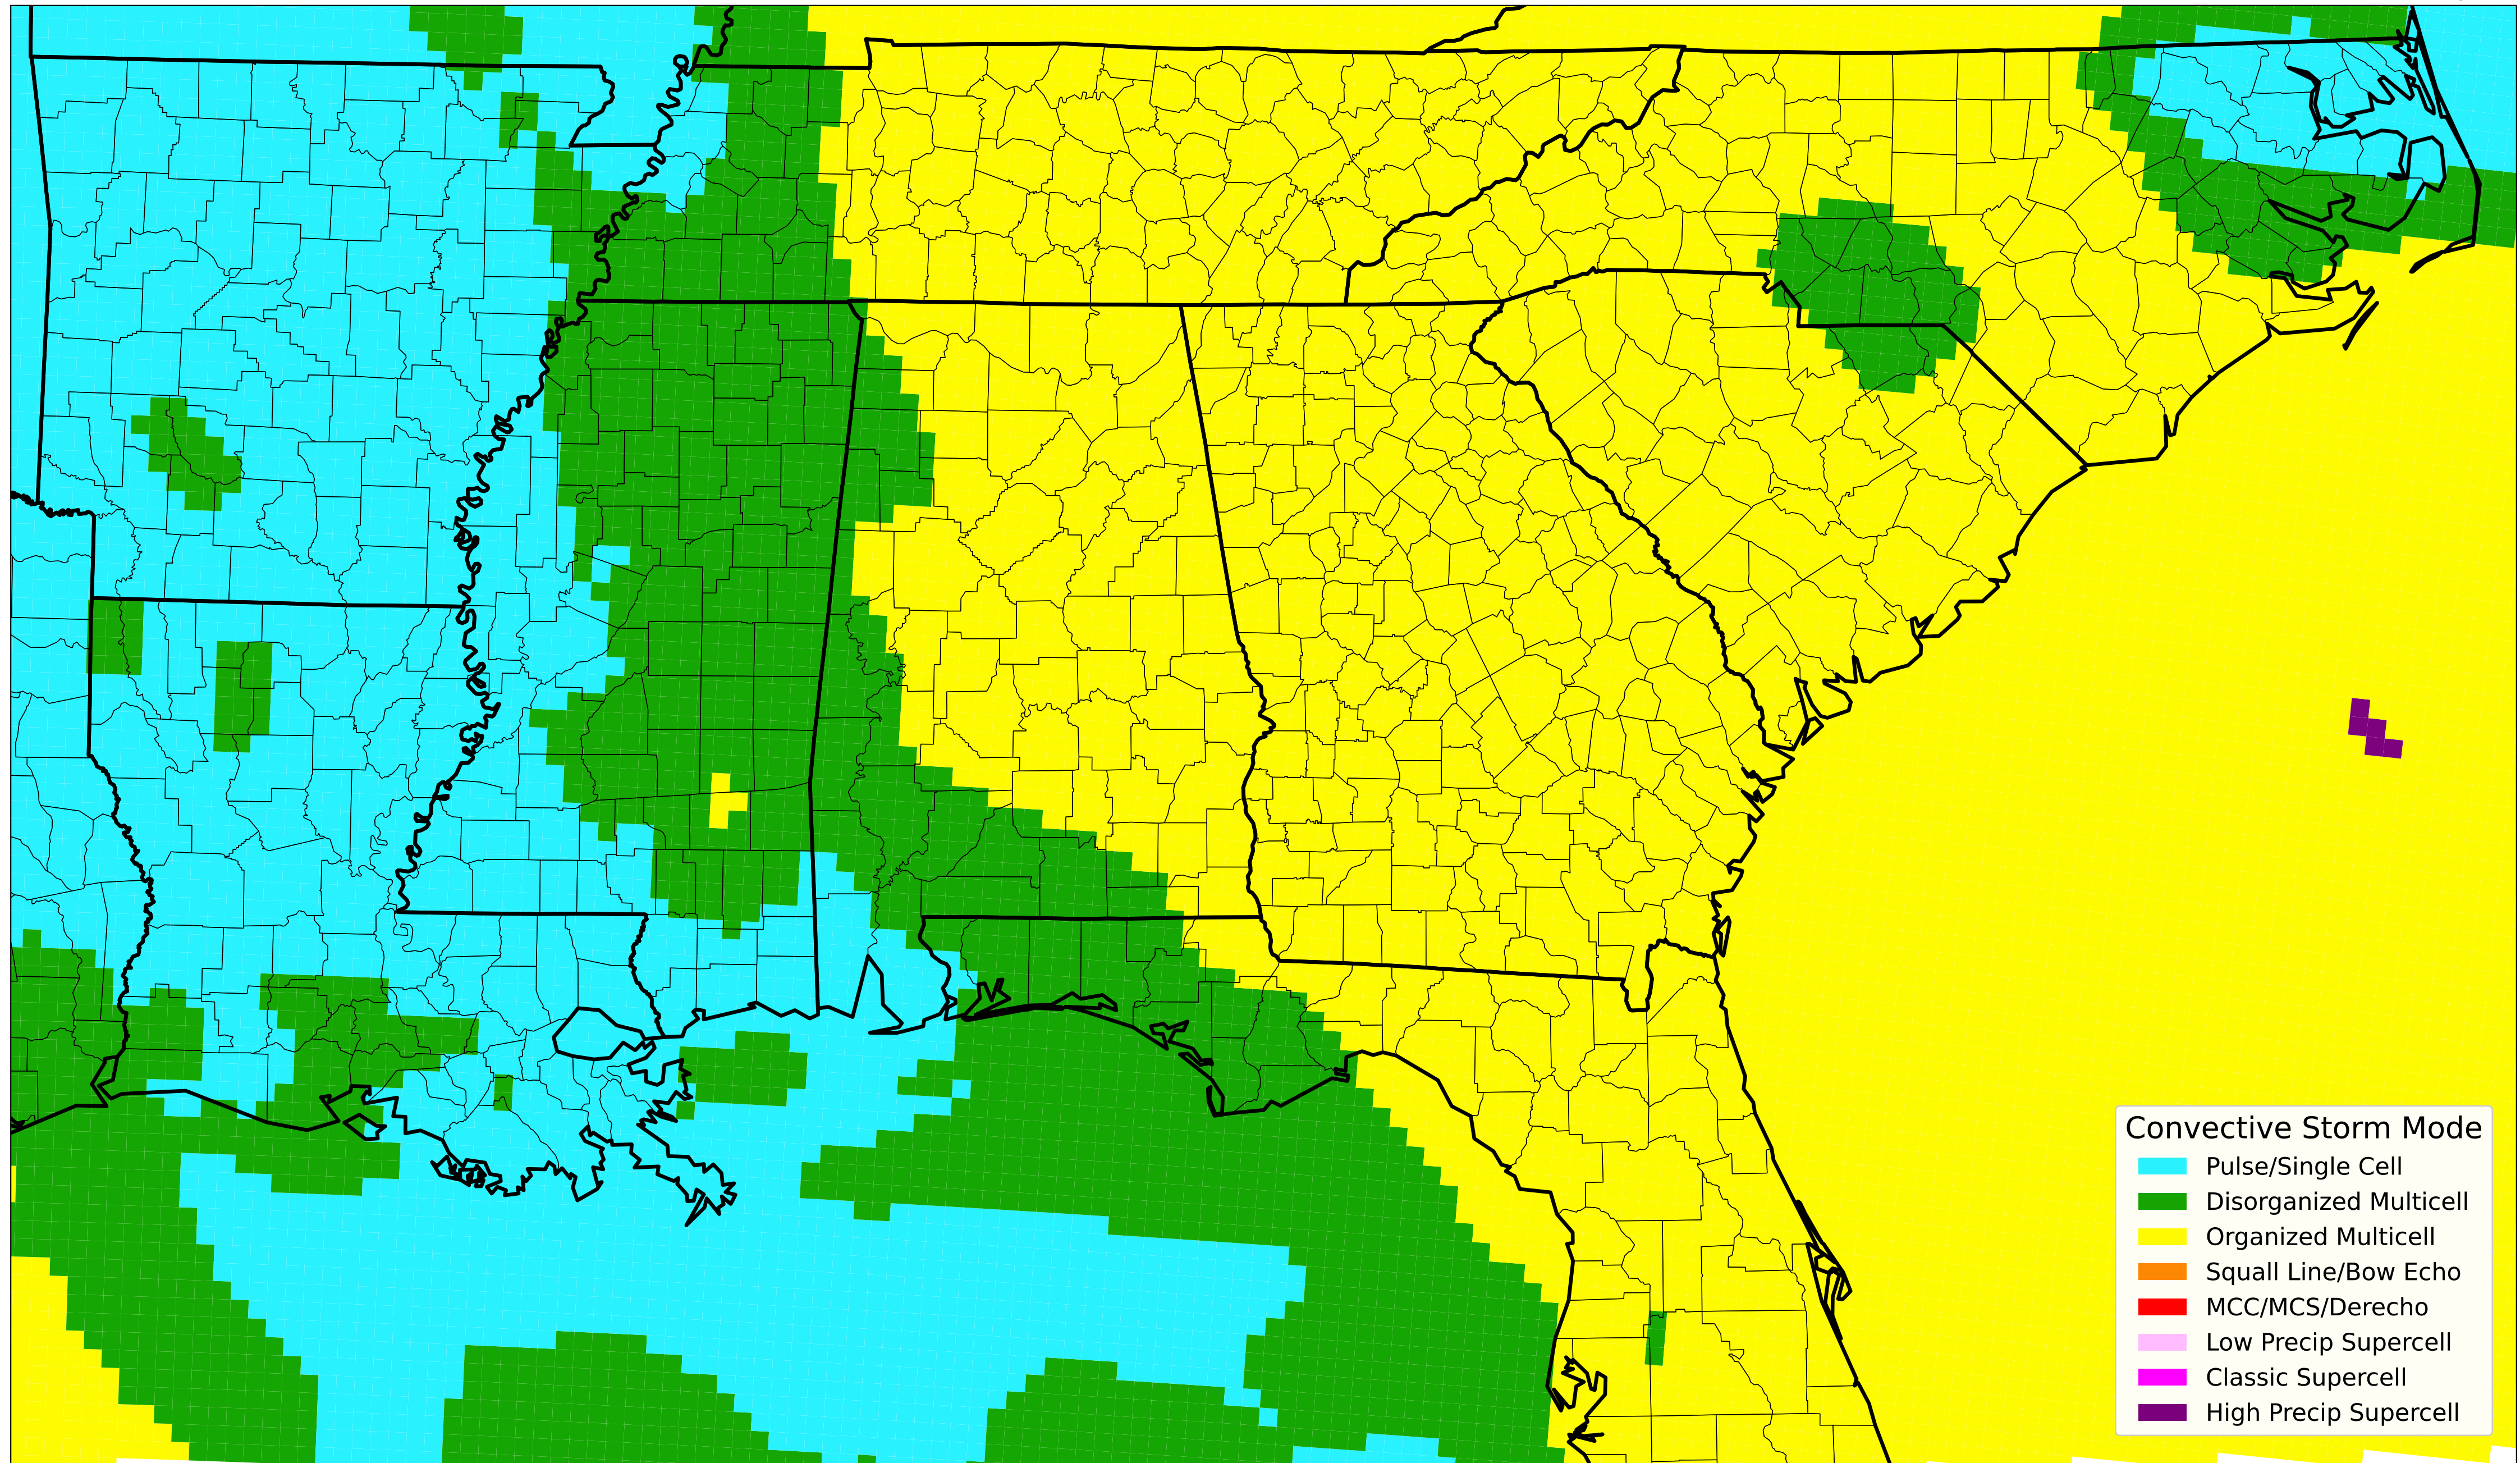 Convective Storm Mode
Pulse/Single Cell
Disorganized Multicell
Organized Multicell
Squall Line/Bow Echo
MCC/MCS/Derecho
Low Precip Supercell
Classic Supercell
High Precip Supercell